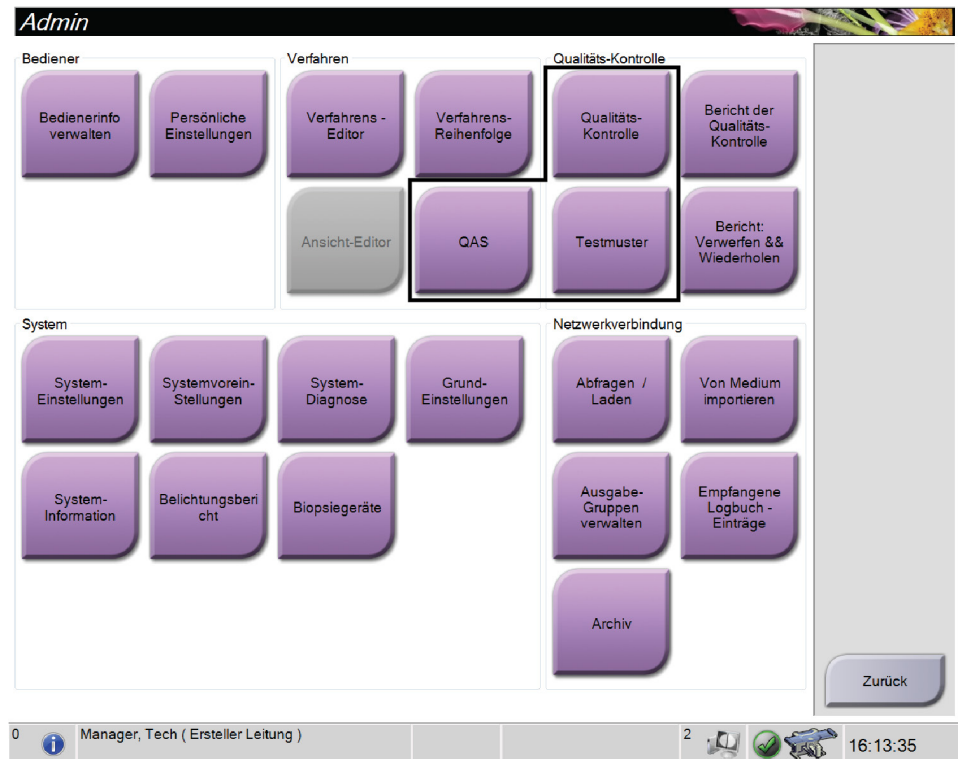 Admin
Bediener
Bedienerinfo
verwalten
Persönliche
Einstellungen
Verfahren
Verfahrens -
Editor
Verfahrens-
Reihenfolge
Ansicht-Editor
QAS
Qualitäts-Kontrolle
Qualitäts-
Kontrolle
Bericht der
Qualitäts-
Kontrolle
Testmuster
Bericht:
Verwerfen &&
Wiederholen
System
System-
Einstellungen
Systemvorein-
Stellungen
System-
Diagnose
Grund-
Einstellungen
System-
Information
Belichtungsberi
cht
Biopsiegeräte
Netzwerkverbindung
Abfragen /
Laden
Von Medium
importieren
Ausgabe-
Gruppen
verwalten
Empfangene
Logbuch -
Einträge
Archiv
Zurück
0
Manager, Tech ( Ersteller Leitung )
2
16:13:35